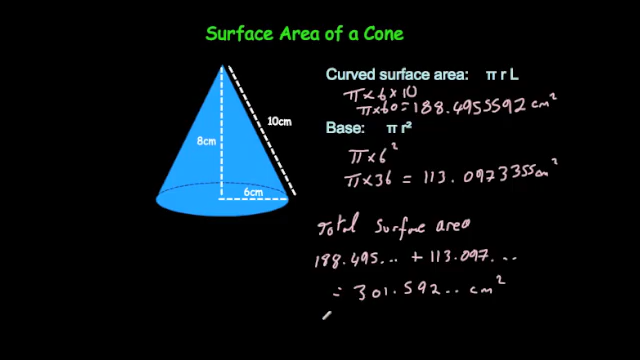 Surface Area of a Cone
8cm
10cm
6cm
Curved surface area: π r L
π × 6 × 10
π × 60 = 188.4955592 cm²
Base: π r²
π × 6²
π × 36 = 113.0973355 cm²
Total surface area
188.495... + 113.097...
= 301.592.. cm²